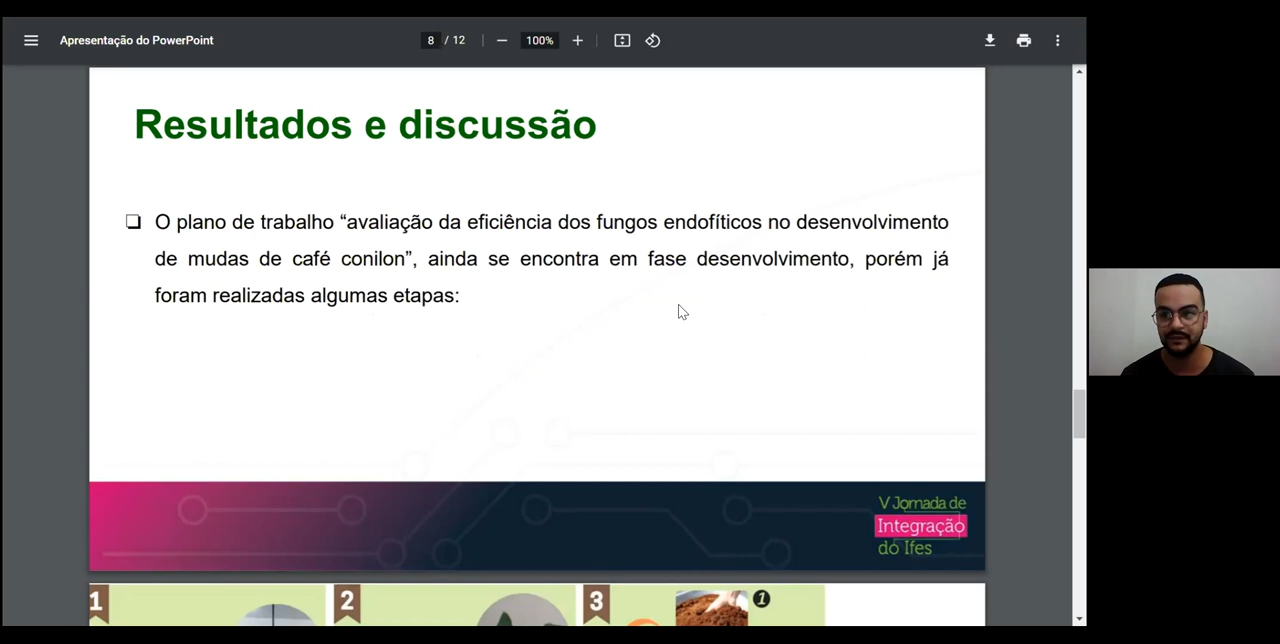 Apresentação do PowerPoint
8 / 12
100%
Resultados e discussão
O plano de trabalho “avaliação da eficiência dos fungos endofíticos no desenvolvimento
de mudas de café conilon”, ainda se encontra em fase desenvolvimento, porém já
foram realizadas algumas etapas:
V Jornada de
Integração
do Ifes
1
2
3
1